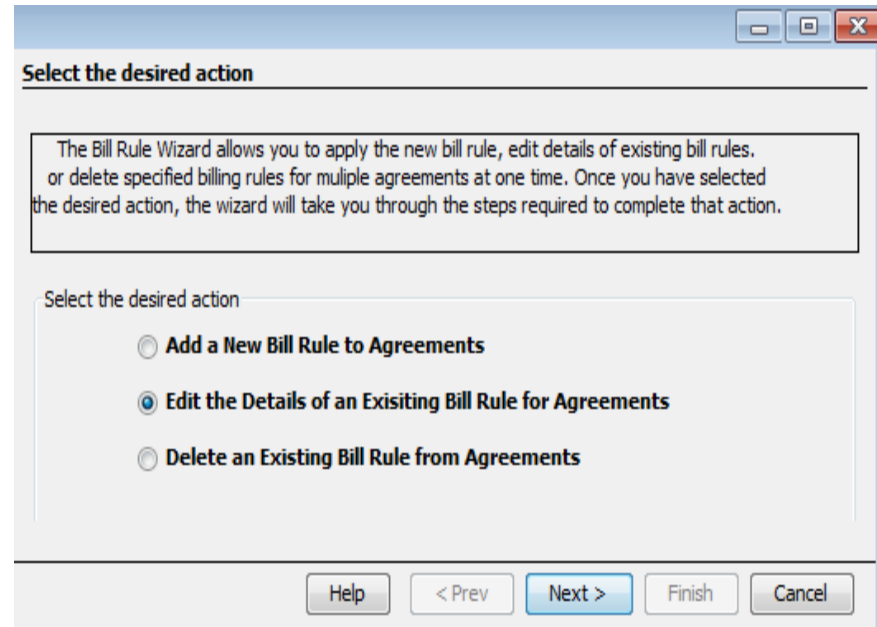 Select the desired action
The Bill Rule Wizard allows you to apply the new bill rule, edit details of existing bill rules.
or delete specified billing rules for muliple agreements at one time. Once you have selected
the desired action, the wizard will take you through the steps required to complete that action.
Select the desired action
Add a New Bill Rule to Agreements
Edit the Details of an Exisiting Bill Rule for Agreements
Delete an Existing Bill Rule from Agreements
Help < Prev Next > Finish Cancel